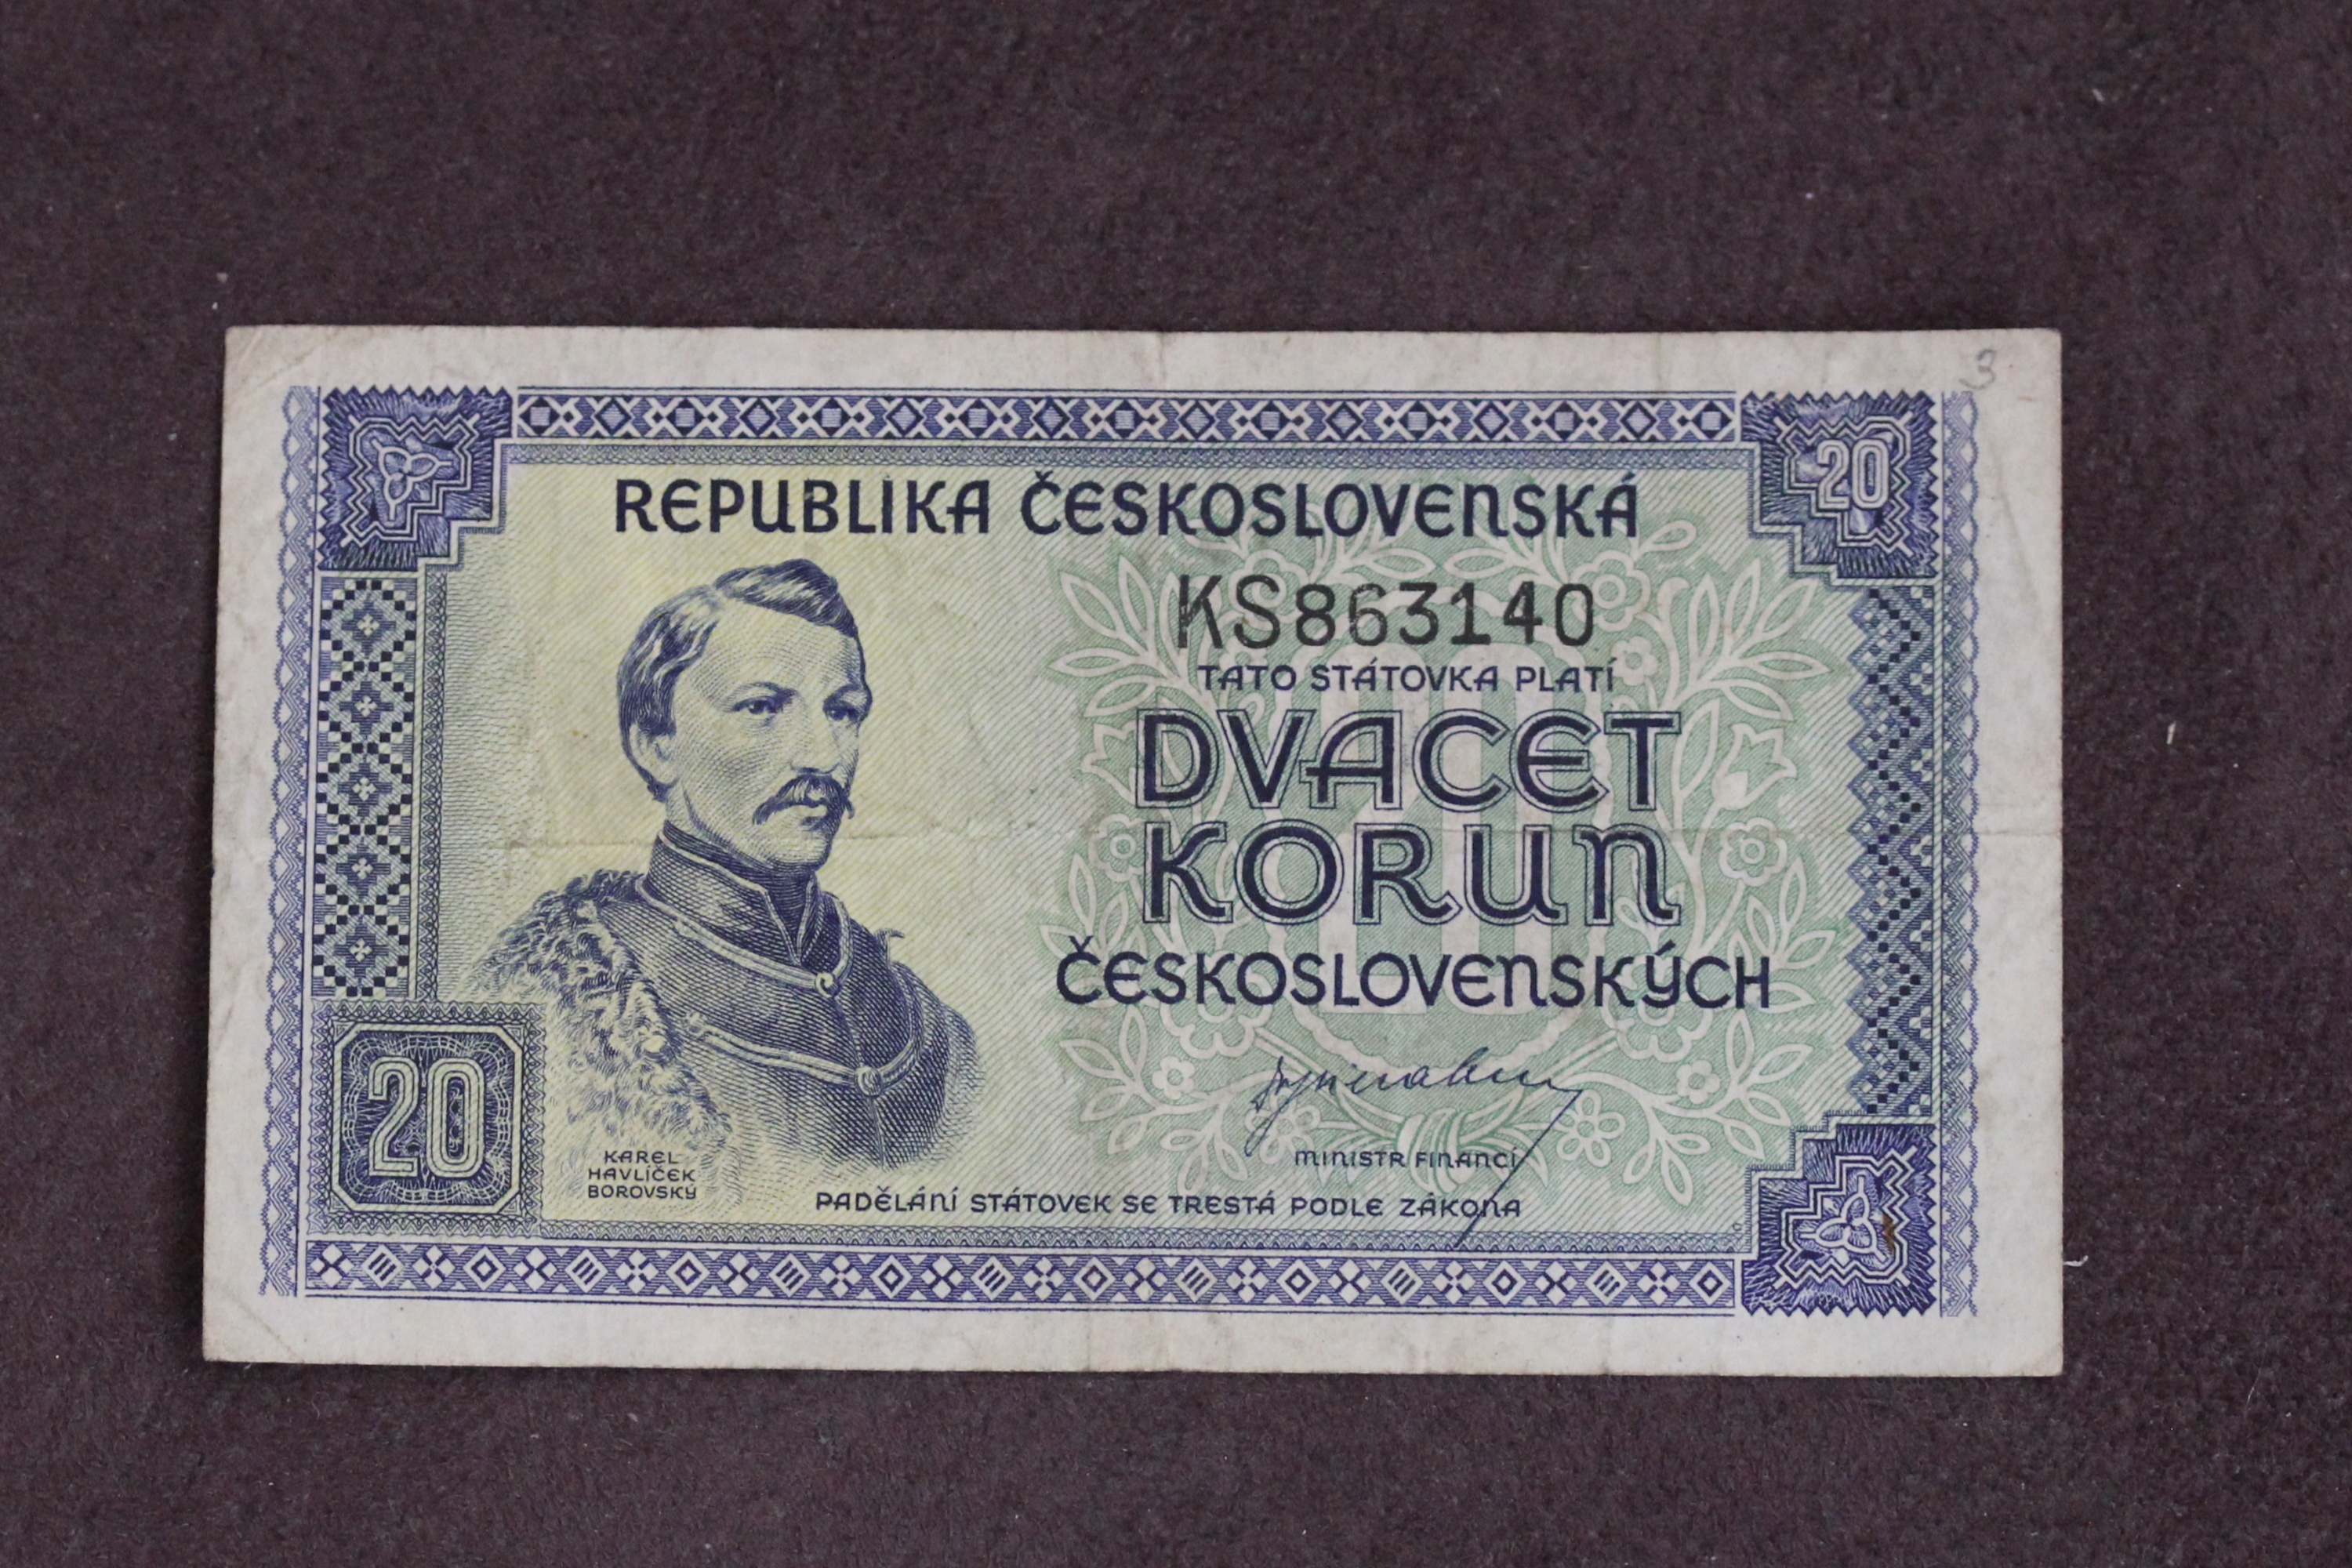 3
20
REPUBLIKA ČESKOSLOVENSKÁ
KS863140
TATO STÁTOVKA PLATÍ
DVACET
KORUN
ČESKOSLOVENSKÝCH
MINISTR FINANCÍ
20
KAREL
HAVLÍČEK
BOROVSKÝ
PADĚLÁNÍ STÁTOVEK SE TRESTÁ PODLE ZÁKONA